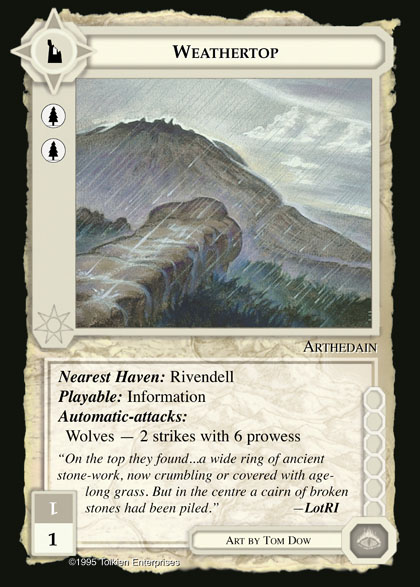 Weathertop
Arthedain
Nearest Haven: Rivendell
Playable: Information
Automatic-attacks:
Wolves — 2 strikes with 6 prowess
“On the top they found...a wide ring of ancient
stone-work, now crumbling or covered with age-
long grass. But in the centre a cairn of broken
stones had been piled.” —LotRI
1
1
Art by Tom Dow
©1995 Tolkien Enterprises